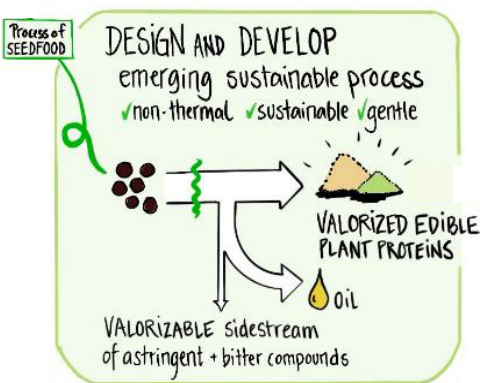 Process of
SEEDFOOD
DESIGN AND DEVELOP
emerging sustainable process
✓non-thermal ✓sustainable ✓gentle
VALORIZED EDIBLE
PLANT PROTEINS
OiL
VALORIZABLE sidestream
of astringent + bitter compounds